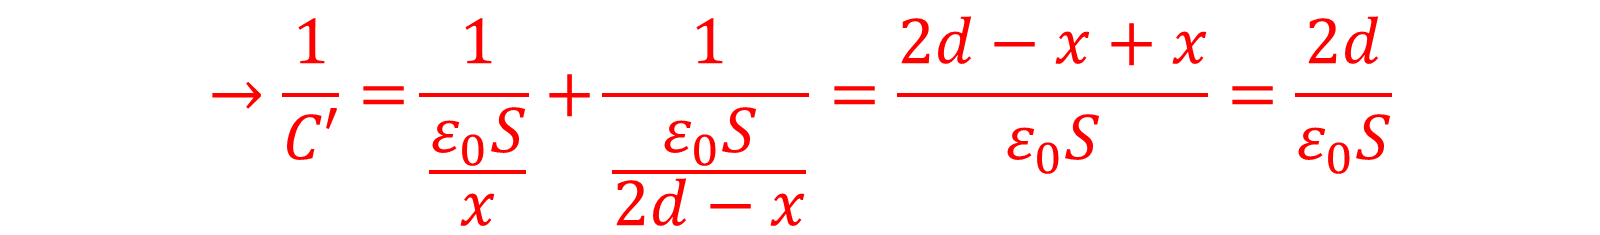 → 1/C′ = 1/(ε₀S/x) + 1/(ε₀S/(2d − x)) = (2d − x + x)/(ε₀S) = 2d/(ε₀S)